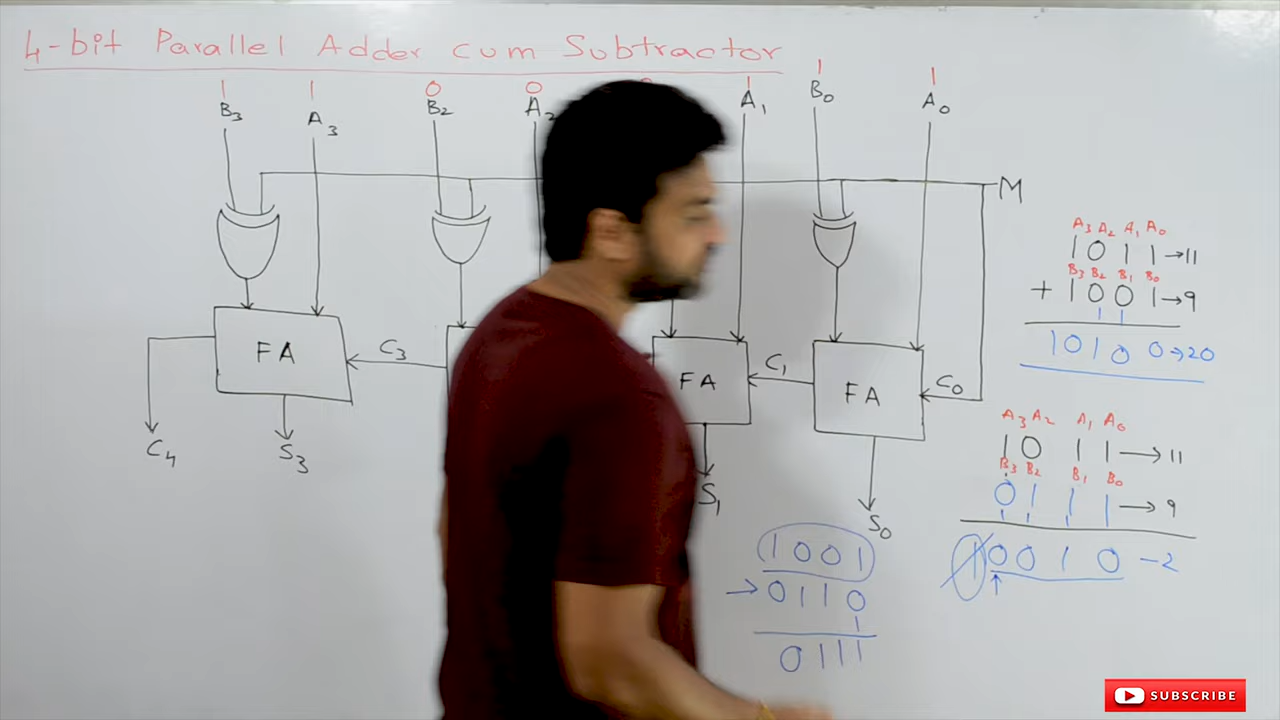 4-bit Parallel Adder cum Subtractor
1 1 0 0 1 1 1
B3 A3 B2 A2 A1 B0 A0
M
FA C3 FA C1 FA C0
C4 S3 S1 S0
A3 A2 A1 A0
1 0 1 1 → 11
B3 B2 B1 B0
+ 1 0 0 1 → 9
1 1
1 0 1 0 0 → 20
A3 A2 A1 A0
1 0 1 1 → 11
B3 B2 B1 B0
0 1 1 1 → 9
1 0 0 1 0 - 2
1 0 0 1
→ 0 1 1 0
1
0 1 1 1
SUBSCRIBE